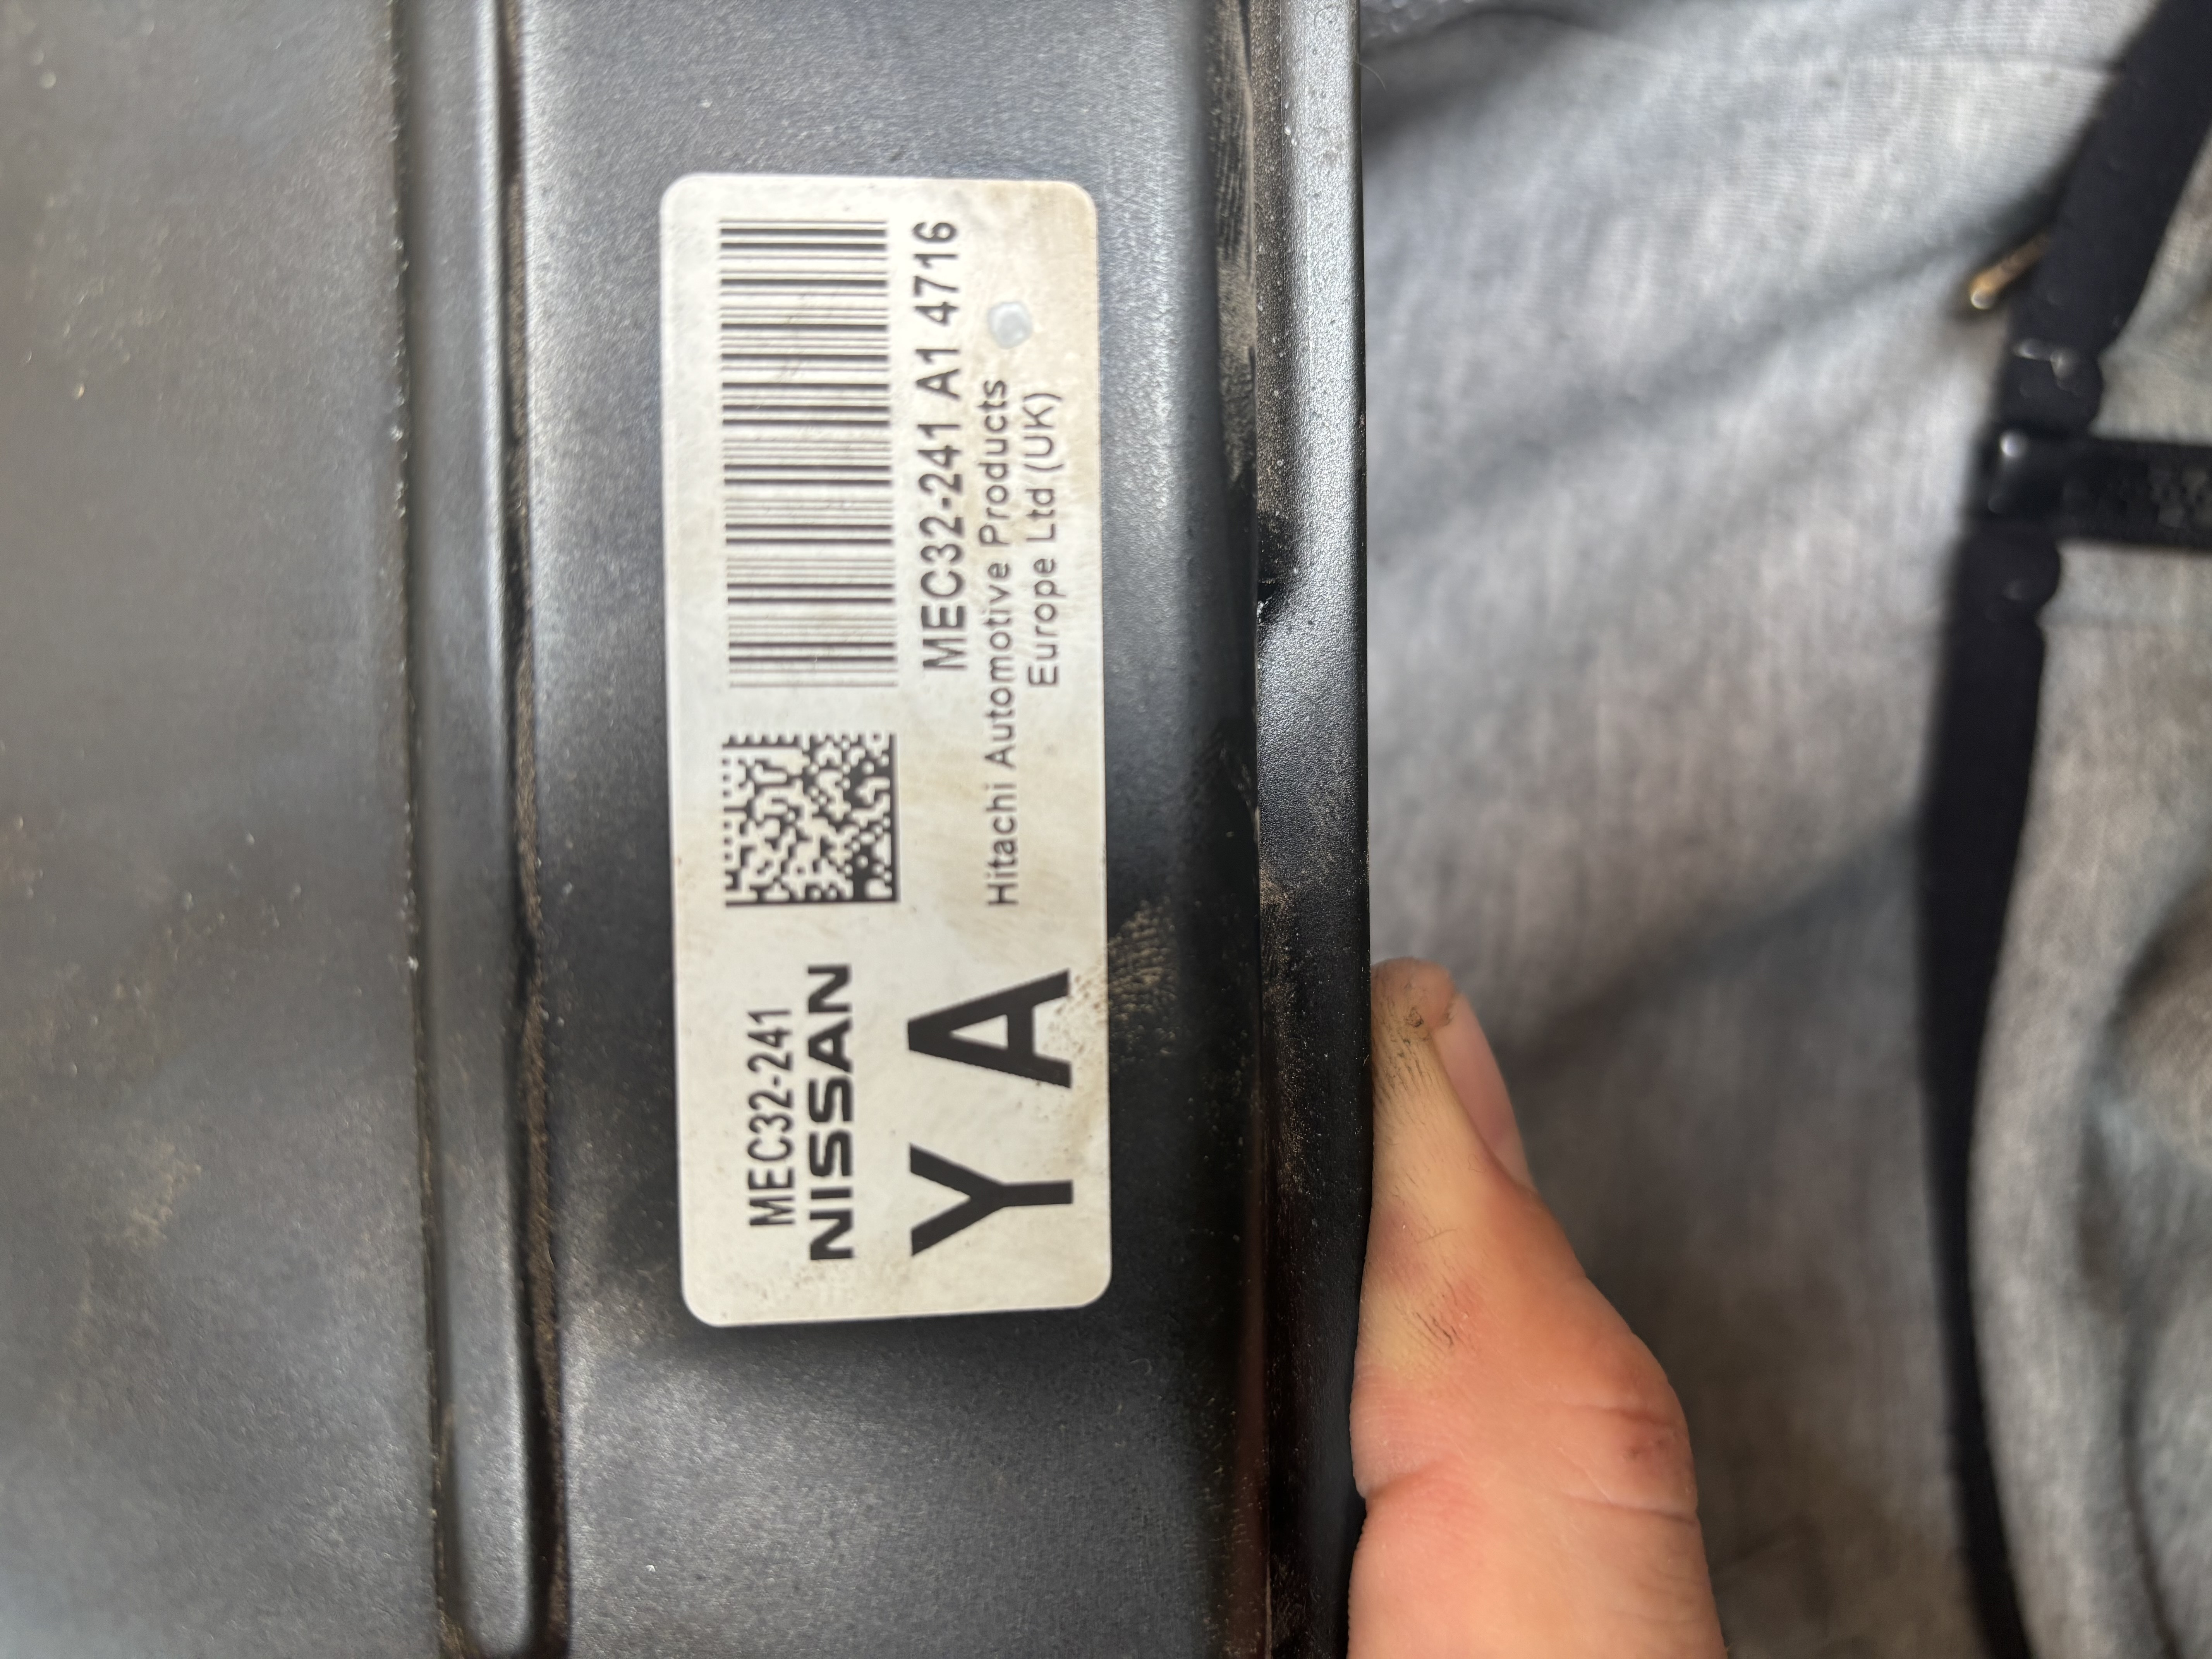 MEC32-241
NISSAN
Y A
MEC32-241 A1 4716
Hitachi Automotive Products
Europe Ltd (UK)